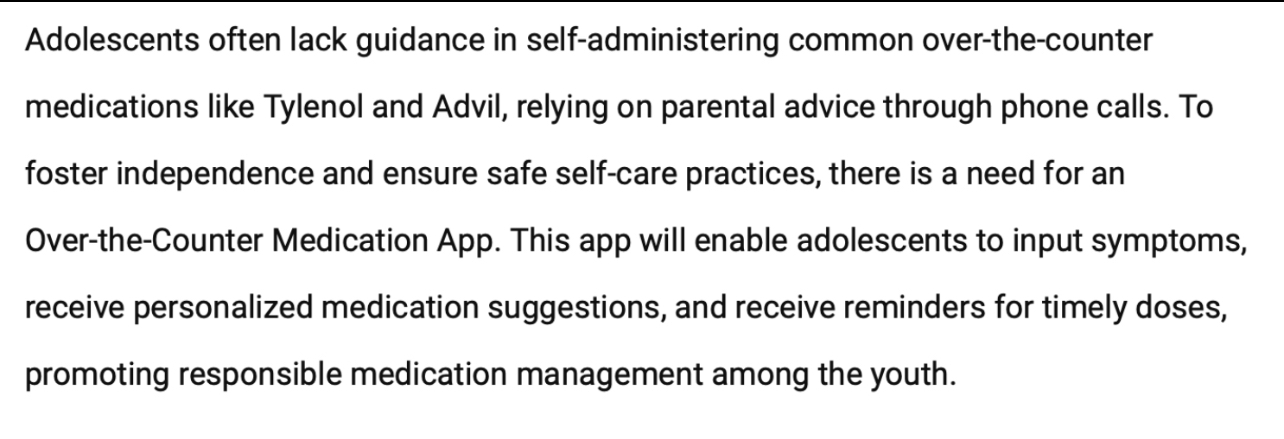 Adolescents often lack guidance in self-administering common over-the-counter
medications like Tylenol and Advil, relying on parental advice through phone calls. To
foster independence and ensure safe self-care practices, there is a need for an
Over-the-Counter Medication App. This app will enable adolescents to input symptoms,
receive personalized medication suggestions, and receive reminders for timely doses,
promoting responsible medication management among the youth.